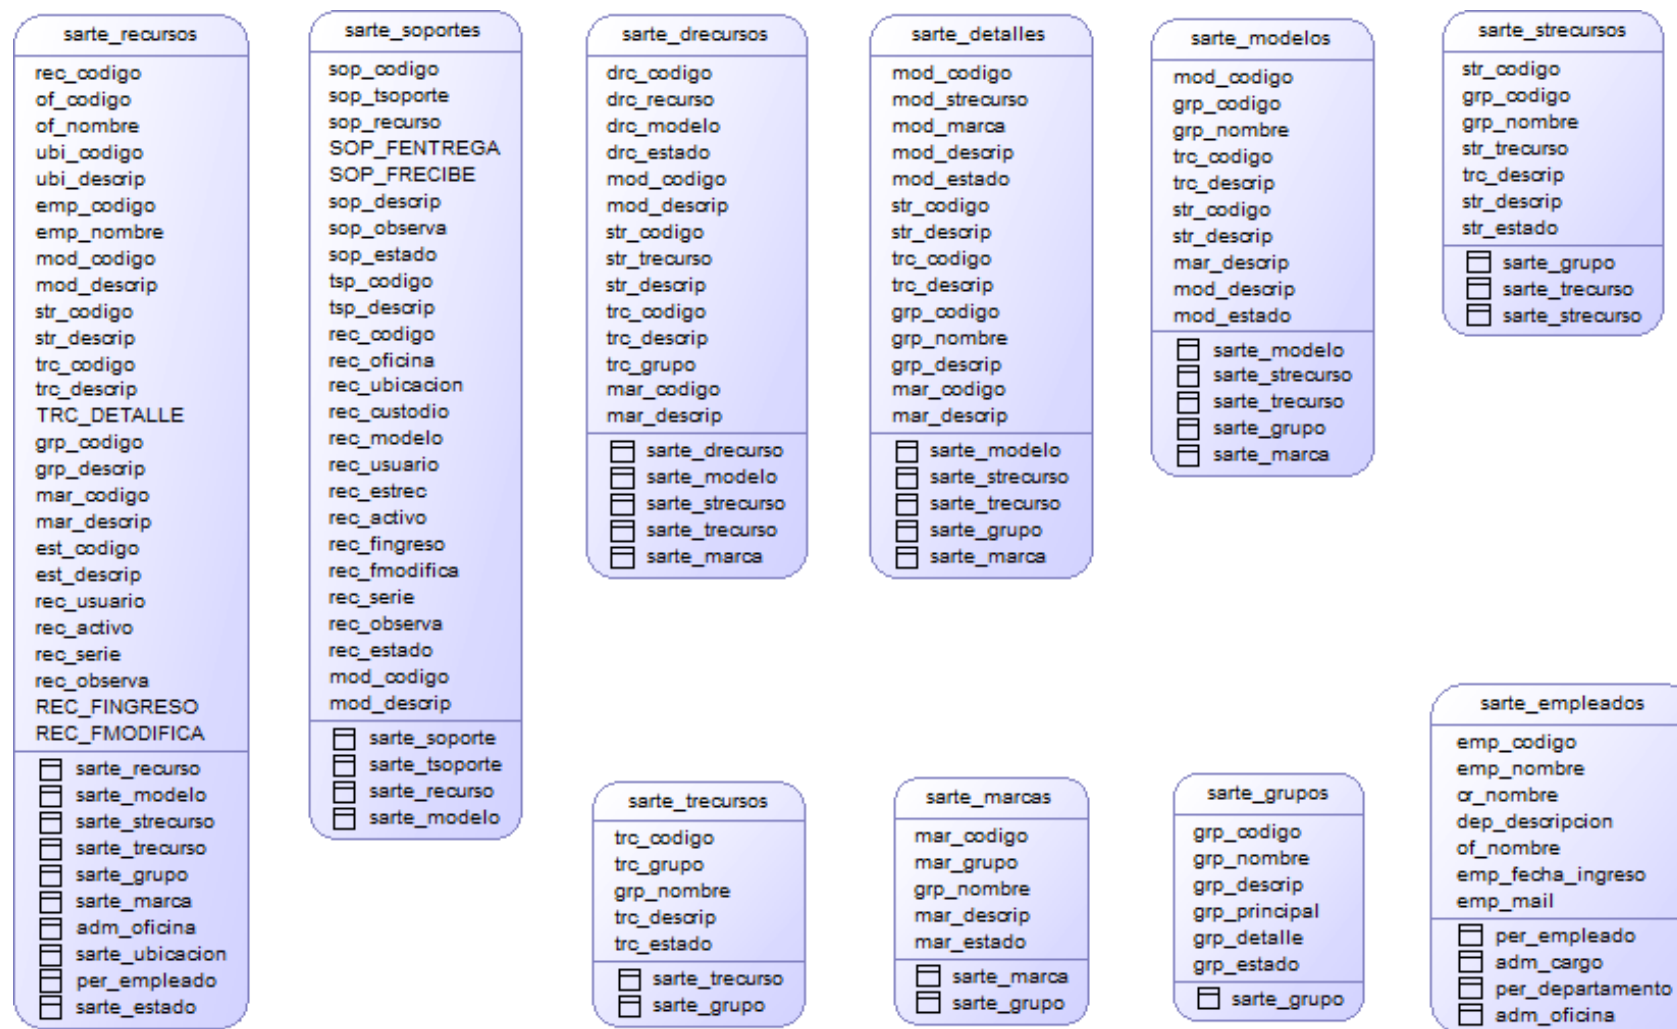 sarte_recursos
rec_codigo
of_codigo
of_nombre
ubi_codigo
ubi_descrip
emp_codigo
emp_nombre
mod_codigo
mod_descrip
str_codigo
str_descrip
trc_codigo
trc_descrip
TRC_DETALLE
grp_codigo
grp_descrip
mar_codigo
mar_descrip
est_codigo
est_descrip
rec_usuario
rec_activo
rec_serie
rec_observa
REC_FINGRESO
REC_FMODIFICA
sarte_recurso
sarte_modelo
sarte_strecurso
sarte_trecurso
sarte_grupo
sarte_marca
adm_oficina
sarte_ubicacion
per_empleado
sarte_estado
sarte_soportes
sop_codigo
sop_tsoporte
sop_recurso
SOP_FENTREGA
SOP_FRECIBE
sop_descrip
sop_observa
sop_estado
tsp_codigo
tsp_descrip
rec_codigo
rec_oficina
rec_ubicacion
rec_custodio
rec_modelo
rec_usuario
rec_estrec
rec_activo
rec_fingreso
rec_fmodifica
rec_serie
rec_observa
rec_estado
mod_codigo
mod_descrip
sarte_soporte
sarte_tsoporte
sarte_recurso
sarte_modelo
sarte_drecursos
drc_codigo
drc_recurso
drc_modelo
drc_estado
mod_codigo
mod_descrip
str_codigo
str_trecurso
str_descrip
trc_codigo
trc_descrip
trc_grupo
mar_codigo
mar_descrip
sarte_drecurso
sarte_modelo
sarte_strecurso
sarte_trecurso
sarte_marca
sarte_detalles
mod_codigo
mod_strecurso
mod_marca
mod_descrip
mod_estado
str_codigo
str_descrip
trc_codigo
trc_descrip
grp_codigo
grp_nombre
grp_descrip
mar_codigo
mar_descrip
sarte_modelo
sarte_strecurso
sarte_trecurso
sarte_grupo
sarte_marca
sarte_modelos
mod_codigo
grp_codigo
grp_nombre
trc_codigo
trc_descrip
str_codigo
str_descrip
mar_descrip
mod_descrip
mod_estado
sarte_modelo
sarte_strecurso
sarte_trecurso
sarte_grupo
sarte_marca
sarte_strecursos
str_codigo
grp_codigo
grp_nombre
str_trecurso
trc_descrip
str_descrip
str_estado
sarte_grupo
sarte_trecurso
sarte_strecurso
sarte_trecursos
trc_codigo
trc_grupo
grp_nombre
trc_descrip
trc_estado
sarte_trecurso
sarte_grupo
sarte_marcas
mar_codigo
mar_grupo
grp_nombre
mar_descrip
mar_estado
sarte_marca
sarte_grupo
sarte_grupos
grp_codigo
grp_nombre
grp_descrip
grp_principal
grp_detalle
grp_estado
sarte_grupo
sarte_empleados
emp_codigo
emp_nombre
cr_nombre
dep_descripcion
of_nombre
emp_fecha_ingreso
emp_mail
per_empleado
adm_cargo
per_departamento
adm_oficina